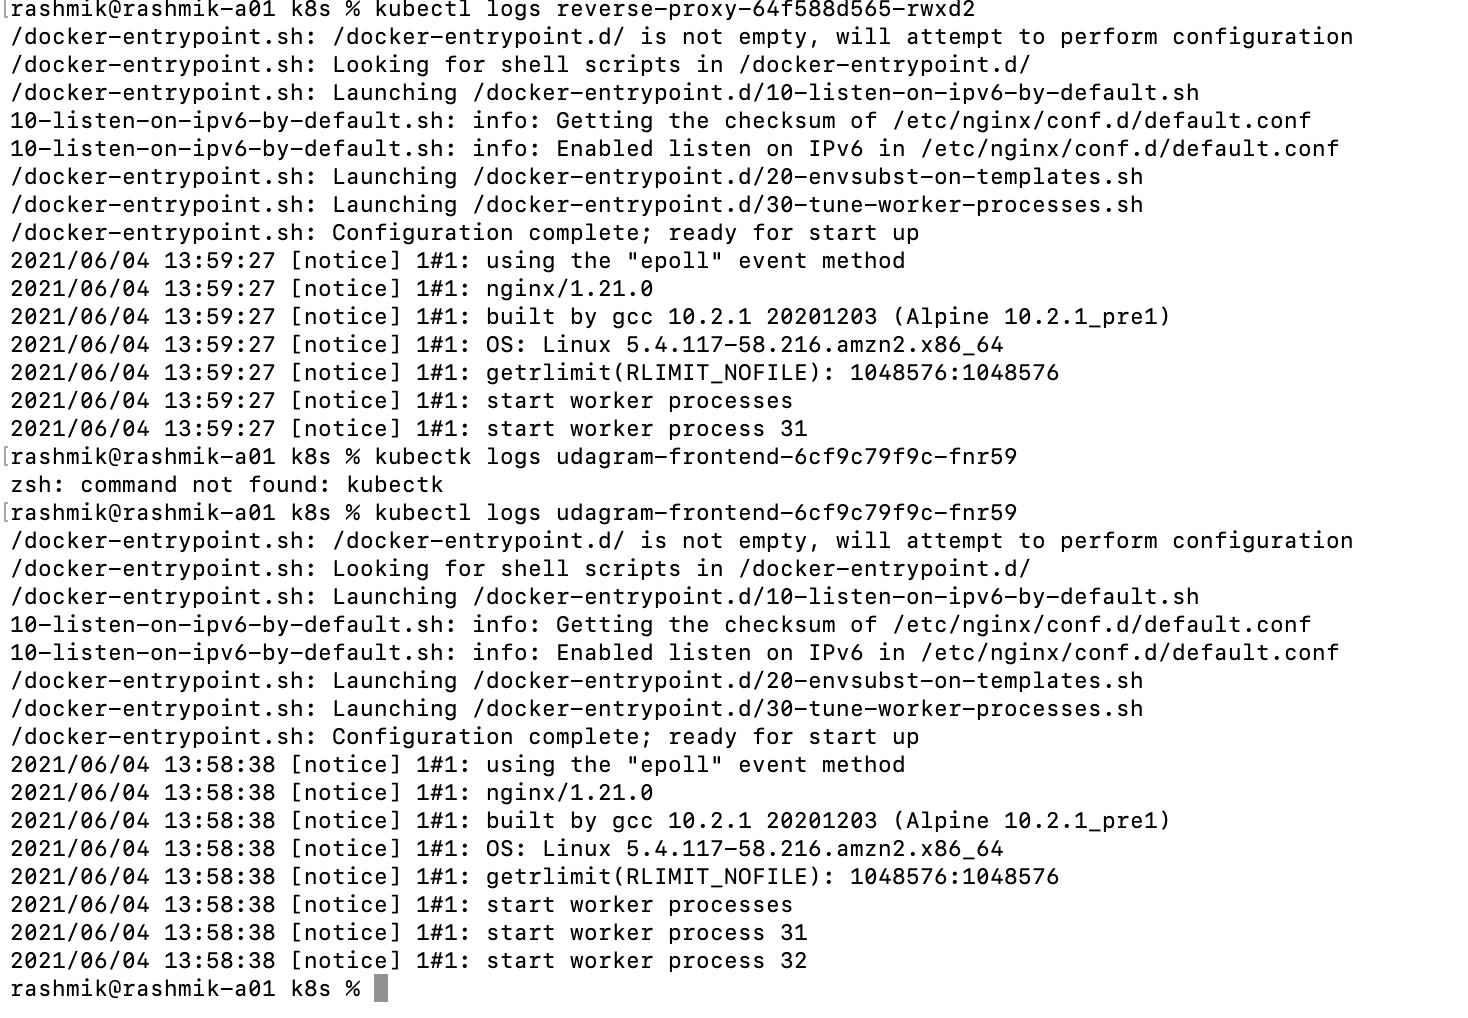 rashmik@rashmik-a01 k8s % kubectl logs reverse-proxy-64f588d565-rwxd2
/docker-entrypoint.sh: /docker-entrypoint.d/ is not empty, will attempt to perform configuration
/docker-entrypoint.sh: Looking for shell scripts in /docker-entrypoint.d/
/docker-entrypoint.sh: Launching /docker-entrypoint.d/10-listen-on-ipv6-by-default.sh
10-listen-on-ipv6-by-default.sh: info: Getting the checksum of /etc/nginx/conf.d/default.conf
10-listen-on-ipv6-by-default.sh: info: Enabled listen on IPv6 in /etc/nginx/conf.d/default.conf
/docker-entrypoint.sh: Launching /docker-entrypoint.d/20-envsubst-on-templates.sh
/docker-entrypoint.sh: Launching /docker-entrypoint.d/30-tune-worker-processes.sh
/docker-entrypoint.sh: Configuration complete; ready for start up
2021/06/04 13:59:27 [notice] 1#1: using the "epoll" event method
2021/06/04 13:59:27 [notice] 1#1: nginx/1.21.0
2021/06/04 13:59:27 [notice] 1#1: built by gcc 10.2.1 20201203 (Alpine 10.2.1_pre1)
2021/06/04 13:59:27 [notice] 1#1: OS: Linux 5.4.117-58.216.amzn2.x86_64
2021/06/04 13:59:27 [notice] 1#1: getrlimit(RLIMIT_NOFILE): 1048576:1048576
2021/06/04 13:59:27 [notice] 1#1: start worker processes
2021/06/04 13:59:27 [notice] 1#1: start worker process 31
[rashmik@rashmik-a01 k8s % kubectk logs udagram-frontend-6cf9c79f9c-fnr59
zsh: command not found: kubectk
[rashmik@rashmik-a01 k8s % kubectl logs udagram-frontend-6cf9c79f9c-fnr59
/docker-entrypoint.sh: /docker-entrypoint.d/ is not empty, will attempt to perform configuration
/docker-entrypoint.sh: Looking for shell scripts in /docker-entrypoint.d/
/docker-entrypoint.sh: Launching /docker-entrypoint.d/10-listen-on-ipv6-by-default.sh
10-listen-on-ipv6-by-default.sh: info: Getting the checksum of /etc/nginx/conf.d/default.conf
10-listen-on-ipv6-by-default.sh: info: Enabled listen on IPv6 in /etc/nginx/conf.d/default.conf
/docker-entrypoint.sh: Launching /docker-entrypoint.d/20-envsubst-on-templates.sh
/docker-entrypoint.sh: Launching /docker-entrypoint.d/30-tune-worker-processes.sh
/docker-entrypoint.sh: Configuration complete; ready for start up
2021/06/04 13:58:38 [notice] 1#1: using the "epoll" event method
2021/06/04 13:58:38 [notice] 1#1: nginx/1.21.0
2021/06/04 13:58:38 [notice] 1#1: built by gcc 10.2.1 20201203 (Alpine 10.2.1_pre1)
2021/06/04 13:58:38 [notice] 1#1: OS: Linux 5.4.117-58.216.amzn2.x86_64
2021/06/04 13:58:38 [notice] 1#1: getrlimit(RLIMIT_NOFILE): 1048576:1048576
2021/06/04 13:58:38 [notice] 1#1: start worker processes
2021/06/04 13:58:38 [notice] 1#1: start worker process 31
2021/06/04 13:58:38 [notice] 1#1: start worker process 32
rashmik@rashmik-a01 k8s %